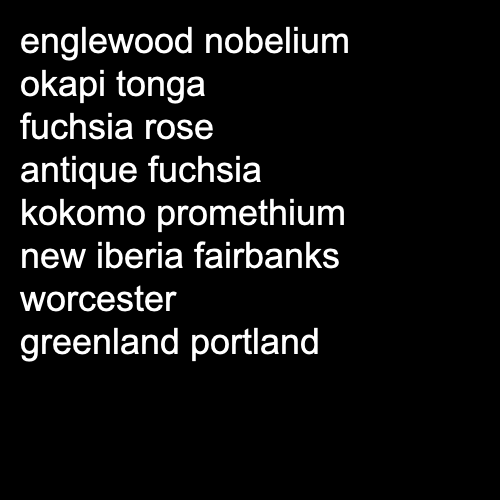 englewood nobelium
okapi tonga
fuchsia rose
antique fuchsia
kokomo promethium
new iberia fairbanks
worcester
greenland portland